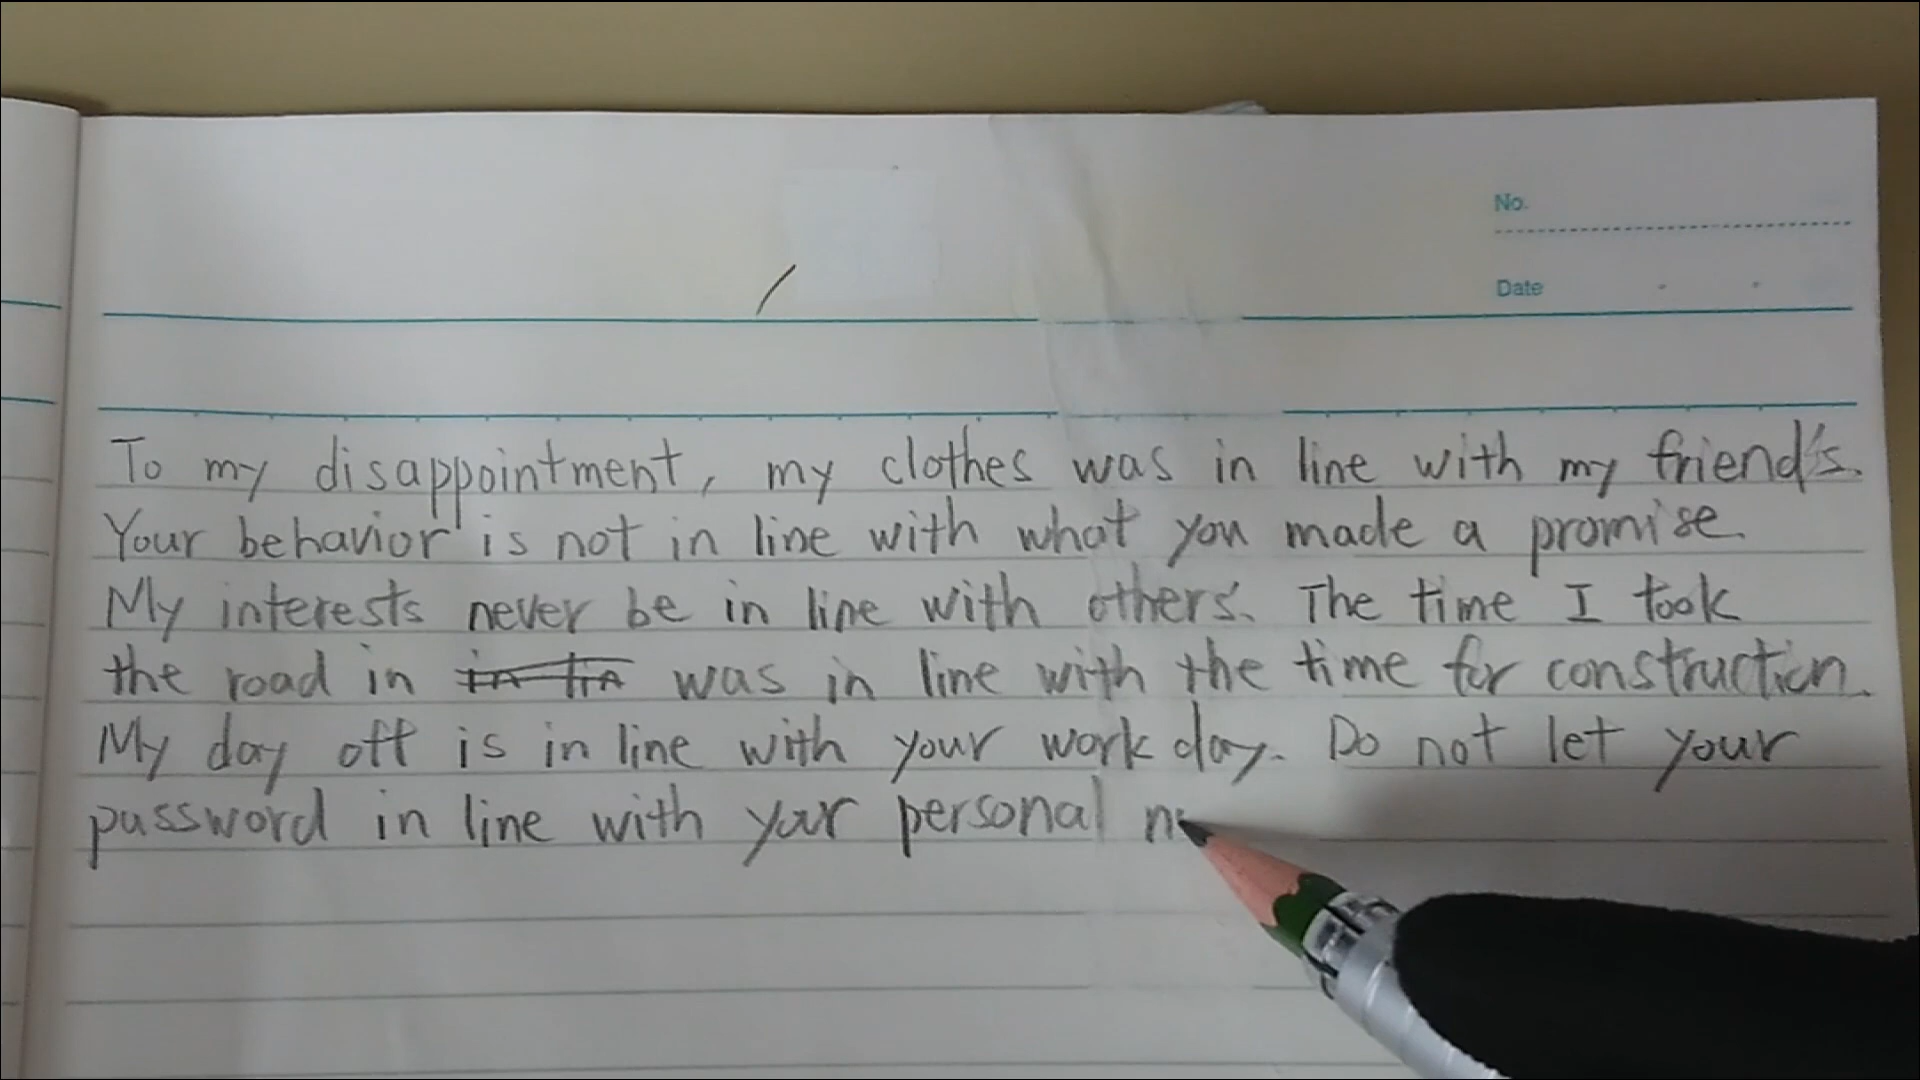 No.
Date
To my disappointment, my clothes was in line with my friend's.
Your behavior is not in line with what you made a promise.
My interests never be in line with others. The time I took
the road in was in line with the time for construction.
My day off is in line with your work day. Do not let your
password in line with your personal